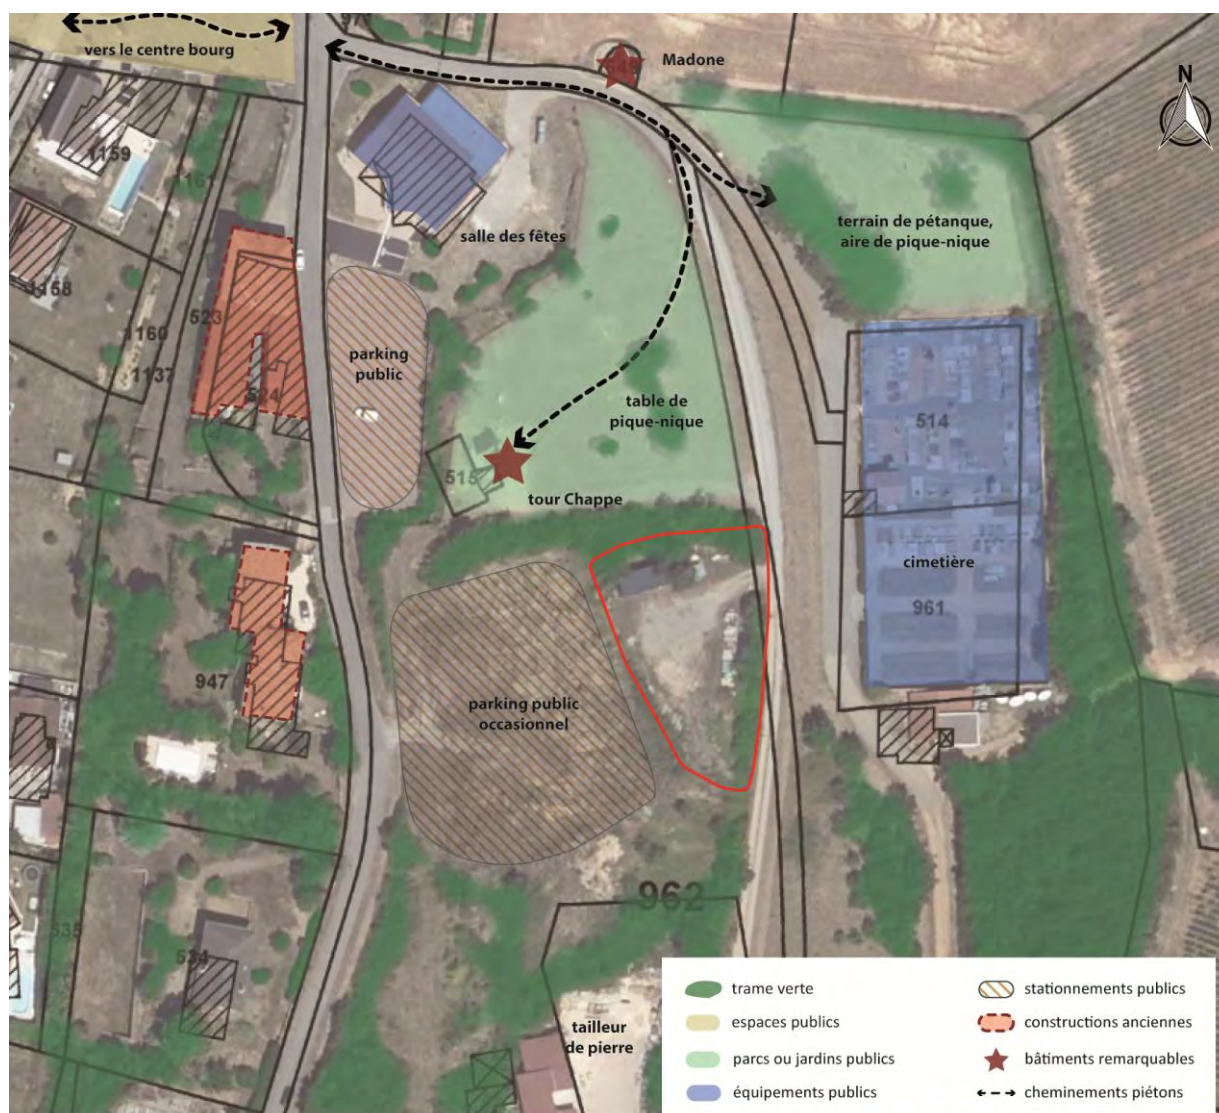 vers le centre bourg
Madone
N
1159
1161
salle des fêtes
terrain de pétanque,
aire de pique-nique
1158
523
1160
1137
524
parking
public
table de
pique-nique
514
515
tour Chappe
cimetière
961
947
parking public
occasionnel
962
535
534
tailleur
de pierre
trame verte
espaces publics
parcs ou jardins publics
équipements publics
stationnements publics
constructions anciennes
bâtiments remarquables
cheminements piétons